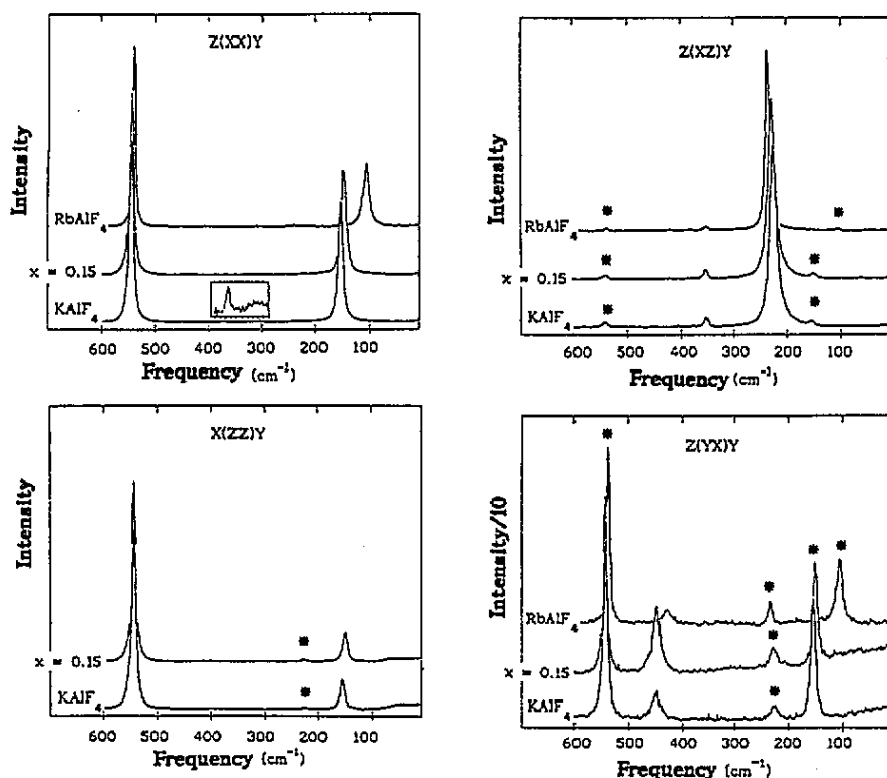 Z(XX)Y
Intensity
RbAlF4
x = 0.15
KAlF4
600 500 400 300 200 100
Frequency (cm-1)
Z(XZ)Y
Intensity
* *
RbAlF4
* *
x = 0.15
* *
KAlF4
600 500 400 300 200 100
Frequency (cm-1)
X(ZZ)Y
Intensity
*
x = 0.15
*
KAlF4
600 500 400 300 200 100
Frequency (cm-1)
Z(YX)Y
Intensity/10
*
* * *
RbAlF4
*
x = 0.15
*
KAlF4
600 500 400 300 200 100
Frequency (cm-1)